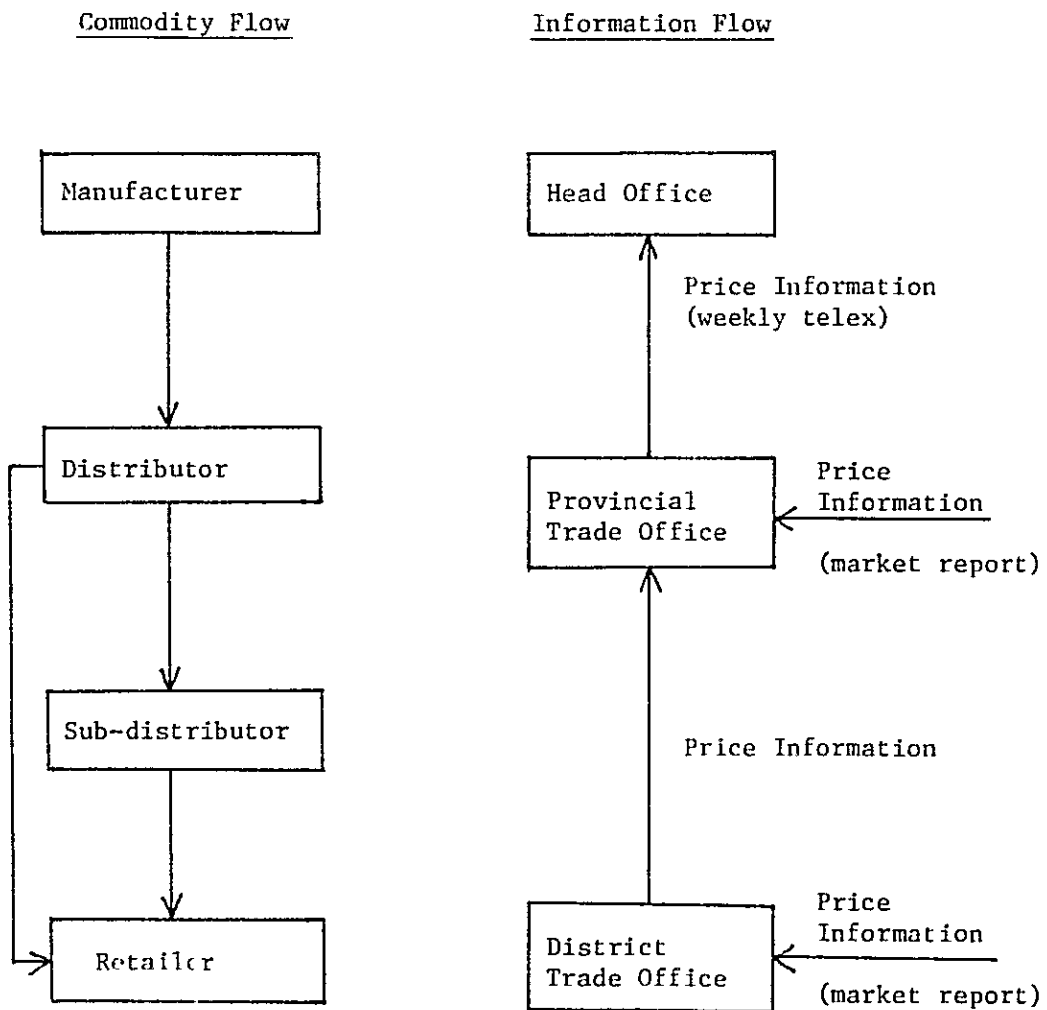 Commodity Flow
Information Flow
Manufacturer
Distributor
Sub-distributor
Retailer
Head Office
Price Information
(weekly telex)
Provincial
Trade Office
Price
Information
(market report)
Price Information
District
Trade Office
Price
Information
(market report)